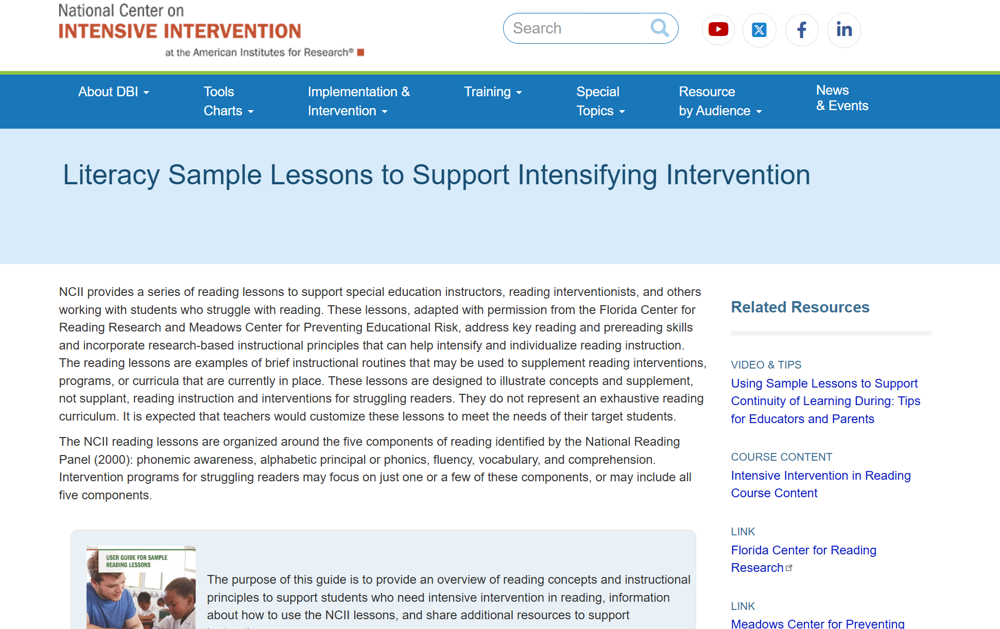 National Center on
INTENSIVE INTERVENTION
at the American Institutes for Research®
Search
About DBI
Tools
Charts
Implementation &
Intervention
Training
Special
Topics
Resource
by Audience
News
& Events
Literacy Sample Lessons to Support Intensifying Intervention
NCII provides a series of reading lessons to support special education instructors, reading interventionists, and others
working with students who struggle with reading. These lessons, adapted with permission from the Florida Center for
Reading Research and Meadows Center for Preventing Educational Risk, address key reading and prereading skills
and incorporate research-based instructional principles that can help intensify and individualize reading instruction.
The reading lessons are examples of brief instructional routines that may be used to supplement reading interventions,
programs, or curricula that are currently in place. These lessons are designed to illustrate concepts and supplement,
not supplant, reading instruction and interventions for struggling readers. They do not represent an exhaustive reading
curriculum. It is expected that teachers would customize these lessons to meet the needs of their target students.
The NCII reading lessons are organized around the five components of reading identified by the National Reading
Panel (2000): phonemic awareness, alphabetic principal or phonics, fluency, vocabulary, and comprehension.
Intervention programs for struggling readers may focus on just one or a few of these components, or may include all
five components.
USER GUIDE FOR SAMPLE
READING LESSONS
The purpose of this guide is to provide an overview of reading concepts and instructional
principles to support students who need intensive intervention in reading, information
about how to use the NCII lessons, and share additional resources to support
Related Resources
VIDEO & TIPS
Using Sample Lessons to Support
Continuity of Learning During: Tips
for Educators and Parents
COURSE CONTENT
Intensive Intervention in Reading
Course Content
LINK
Florida Center for Reading
Research
LINK
Meadows Center for Preventing